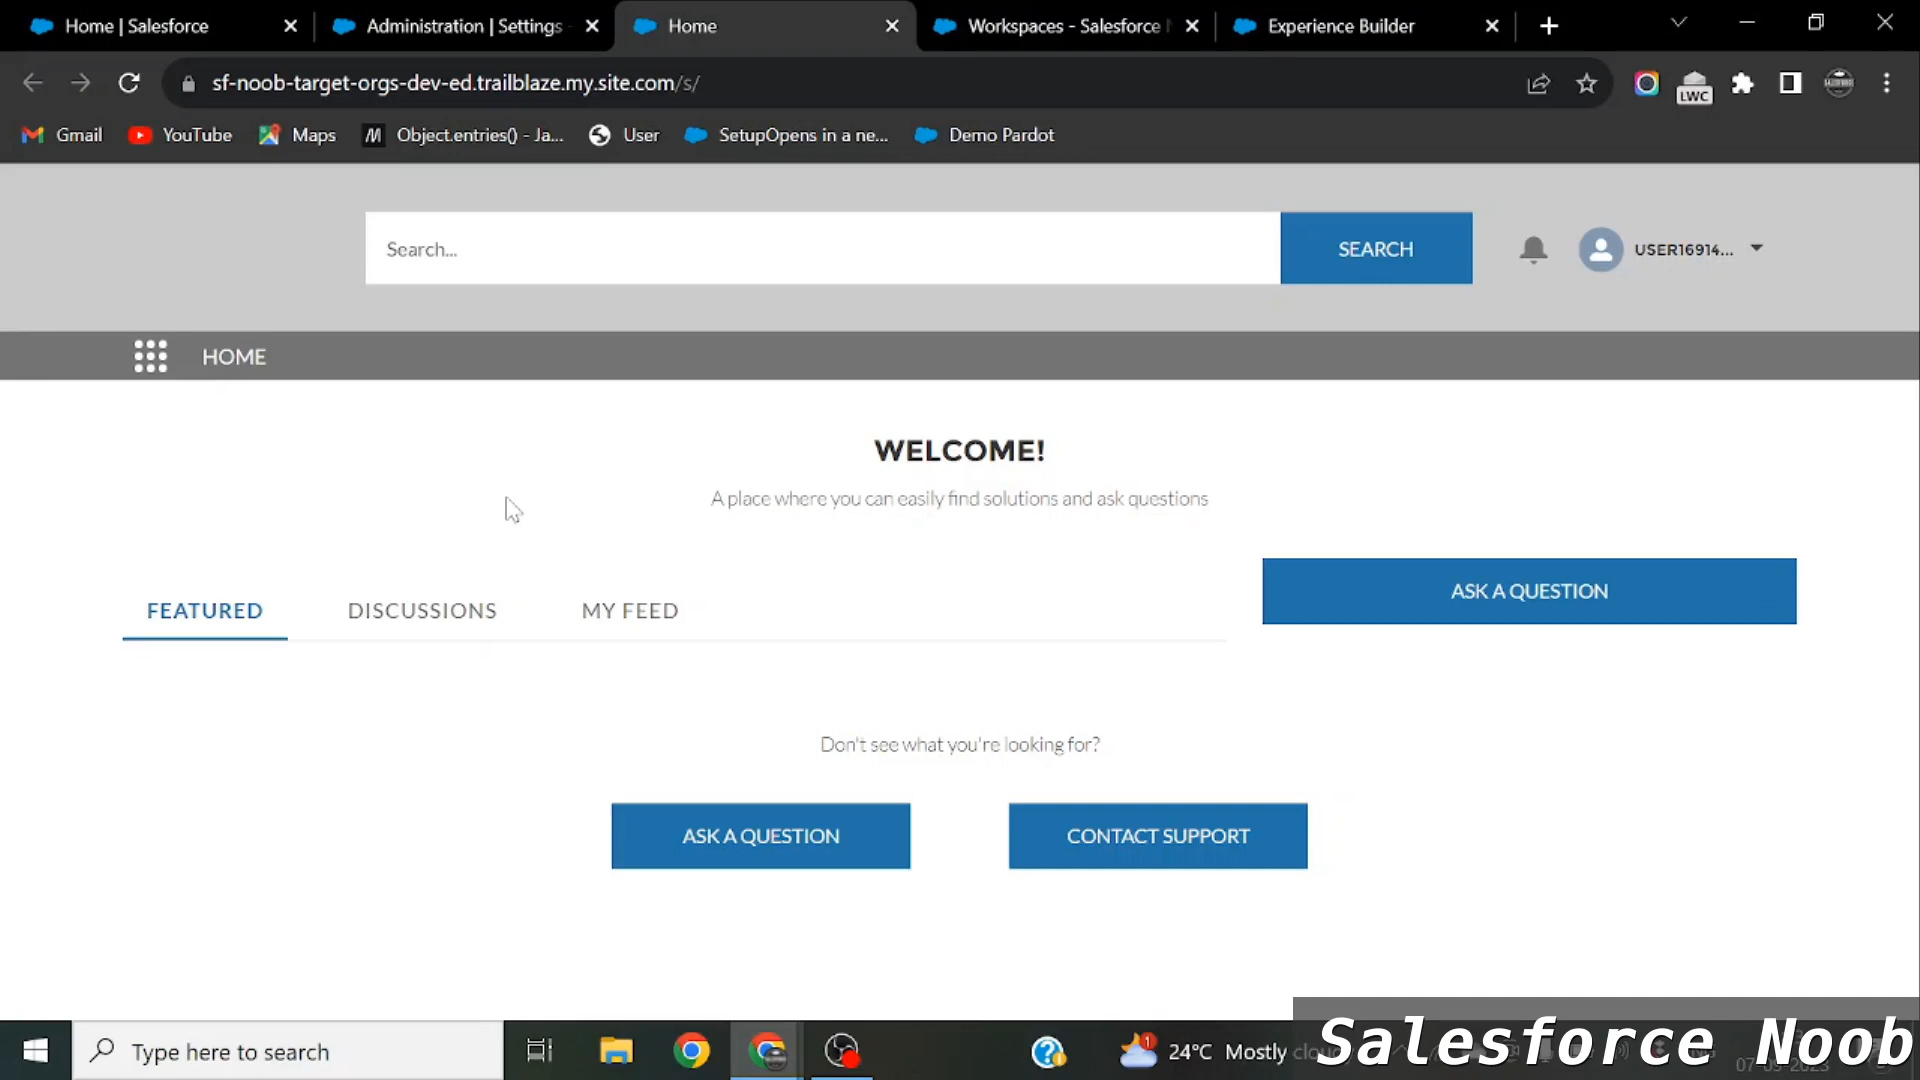 Home | Salesforce
Administration | Settings
Home
Workspaces - Salesforce
Experience Builder
sf-noob-target-orgs-dev-ed.trailblaze.my.site.com/s/
LWC
Gmail
YouTube
Maps
Object.entries() - Ja...
User
SetupOpens in a ne...
Demo Pardot
Search...
SEARCH
USER16914...
HOME
WELCOME!
A place where you can easily find solutions and ask questions
FEATURED
DISCUSSIONS
MY FEED
ASK A QUESTION
Don't see what you're looking for?
ASK A QUESTION
CONTACT SUPPORT
Type here to search
1
24°C Mostly
Salesforce Noob